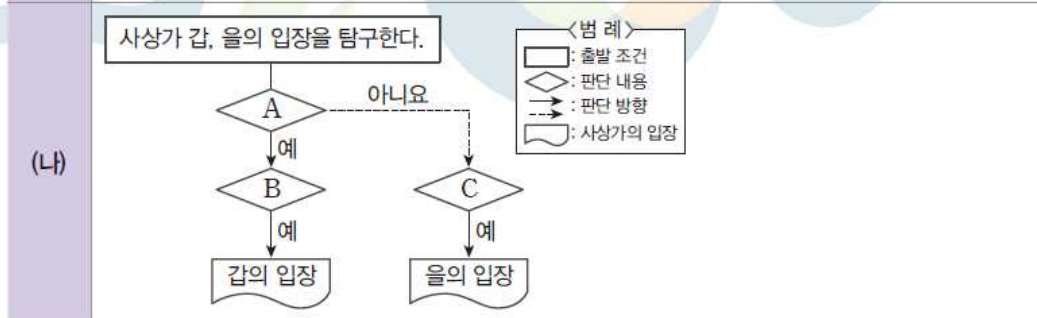 (나)
사상가 갑, 을의 입장을 탐구한다.
A
아니요
예
B
C
예
예
갑의 입장
을의 입장
〈범 례〉
: 출발 조건
: 판단 내용
: 판단 방향
: 사상가의 입장